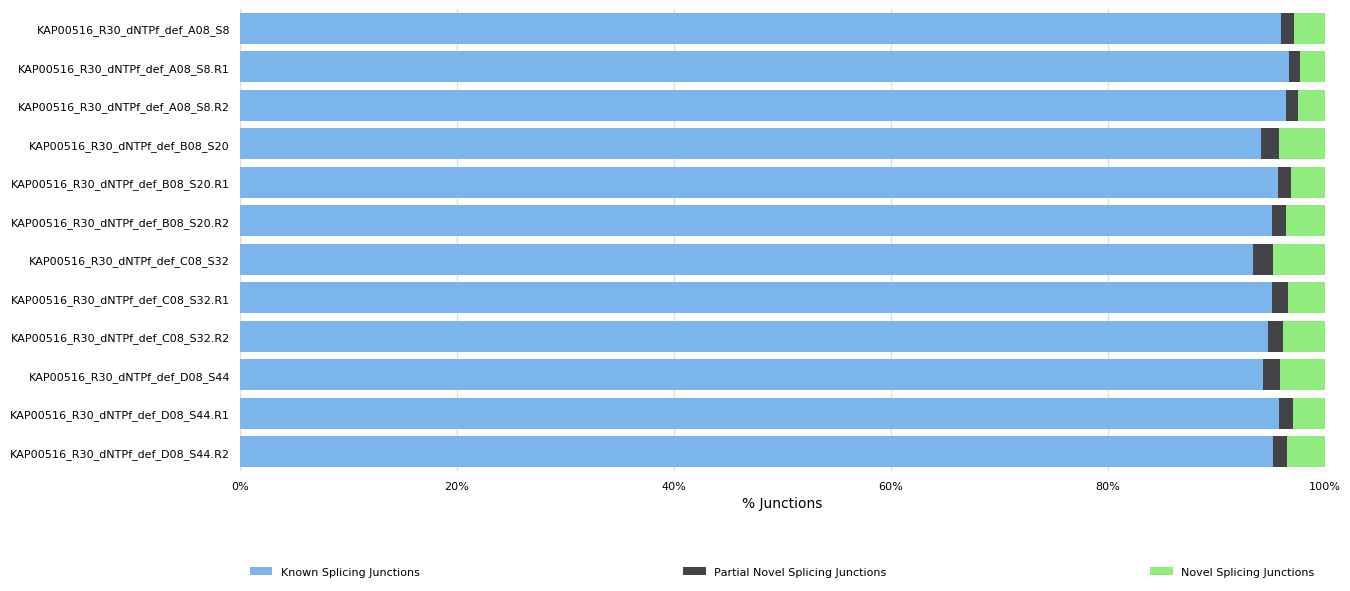 KAP00516_R30_dNTPf_def_A08_S8
KAP00516_R30_dNTPf_def_A08_S8.R1
KAP00516_R30_dNTPf_def_A08_S8.R2
KAP00516_R30_dNTPf_def_B08_S20
KAP00516_R30_dNTPf_def_B08_S20.R1
KAP00516_R30_dNTPf_def_B08_S20.R2
KAP00516_R30_dNTPf_def_C08_S32
KAP00516_R30_dNTPf_def_C08_S32.R1
KAP00516_R30_dNTPf_def_C08_S32.R2
KAP00516_R30_dNTPf_def_D08_S44
KAP00516_R30_dNTPf_def_D08_S44.R1
KAP00516_R30_dNTPf_def_D08_S44.R2
0% 20% 40% 60% 80% 100%
% Junctions
Known Splicing Junctions Partial Novel Splicing Junctions Novel Splicing Junctions